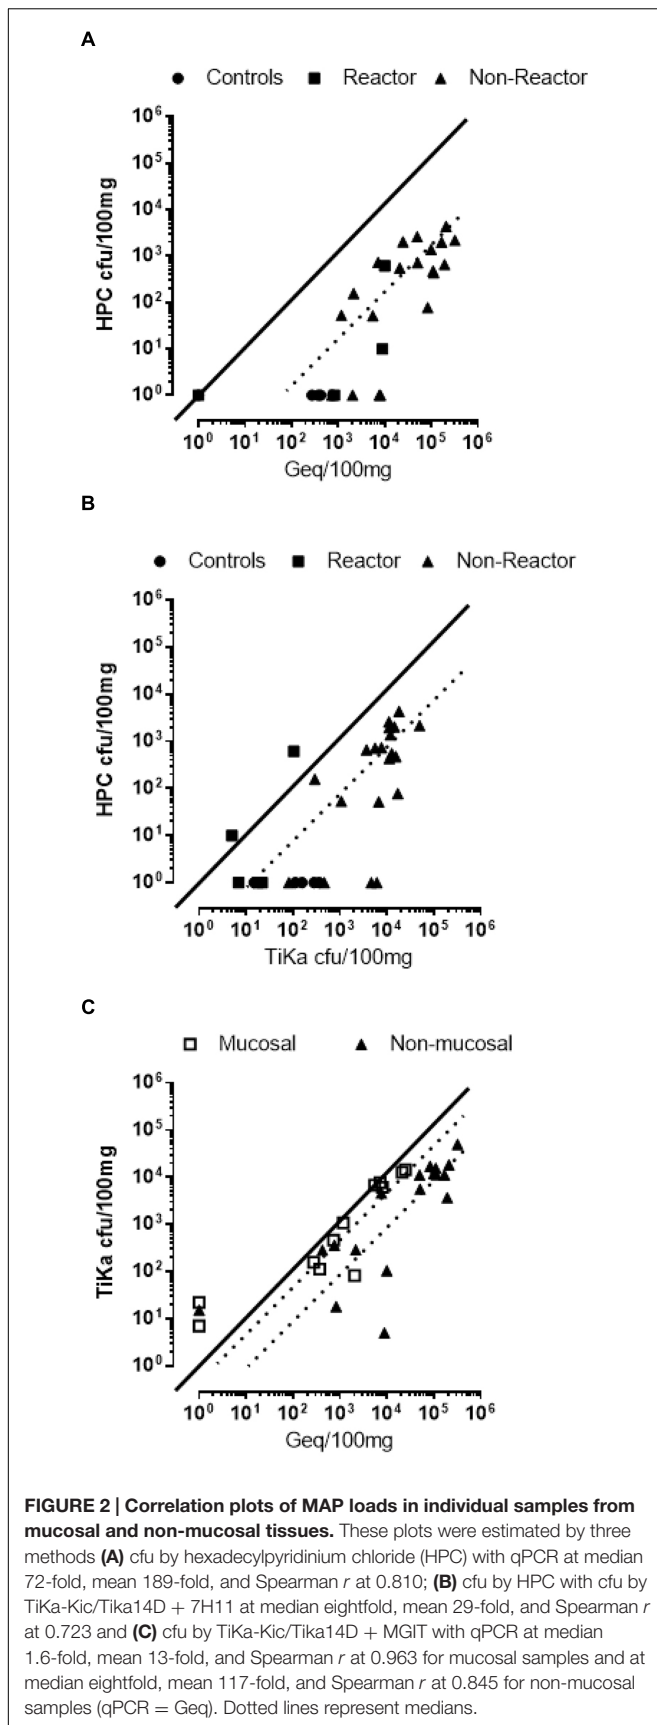 A
Controls Reactor Non-Reactor
10⁶
10⁵
10⁴
10³
10²
10¹
10⁰
HPC cfu/100mg
10⁰ 10¹ 10² 10³ 10⁴ 10⁵ 10⁶
Geq/100mg
B
Controls Reactor Non-Reactor
10⁶
10⁵
10⁴
10³
10²
10¹
10⁰
HPC cfu/100mg
10⁰ 10¹ 10² 10³ 10⁴ 10⁵ 10⁶
TiKa cfu/100mg
C
Mucosal Non-mucosal
10⁶
10⁵
10⁴
10³
10²
10¹
10⁰
TiKa cfu/100mg
10⁰ 10¹ 10² 10³ 10⁴ 10⁵ 10⁶
Geq/100mg
FIGURE 2 | Correlation plots of MAP loads in individual samples from
mucosal and non-mucosal tissues. These plots were estimated by three
methods (A) cfu by hexadecylpyridinium chloride (HPC) with qPCR at median
72-fold, mean 189-fold, and Spearman r at 0.810; (B) cfu by HPC with cfu by
TiKa-Kic/Tika14D + 7H11 at median eightfold, mean 29-fold, and Spearman r
at 0.723 and (C) cfu by TiKa-Kic/Tika14D + MGIT with qPCR at median
1.6-fold, mean 13-fold, and Spearman r at 0.963 for mucosal samples and at
median eightfold, mean 117-fold, and Spearman r at 0.845 for non-mucosal
samples (qPCR = Geq). Dotted lines represent medians.